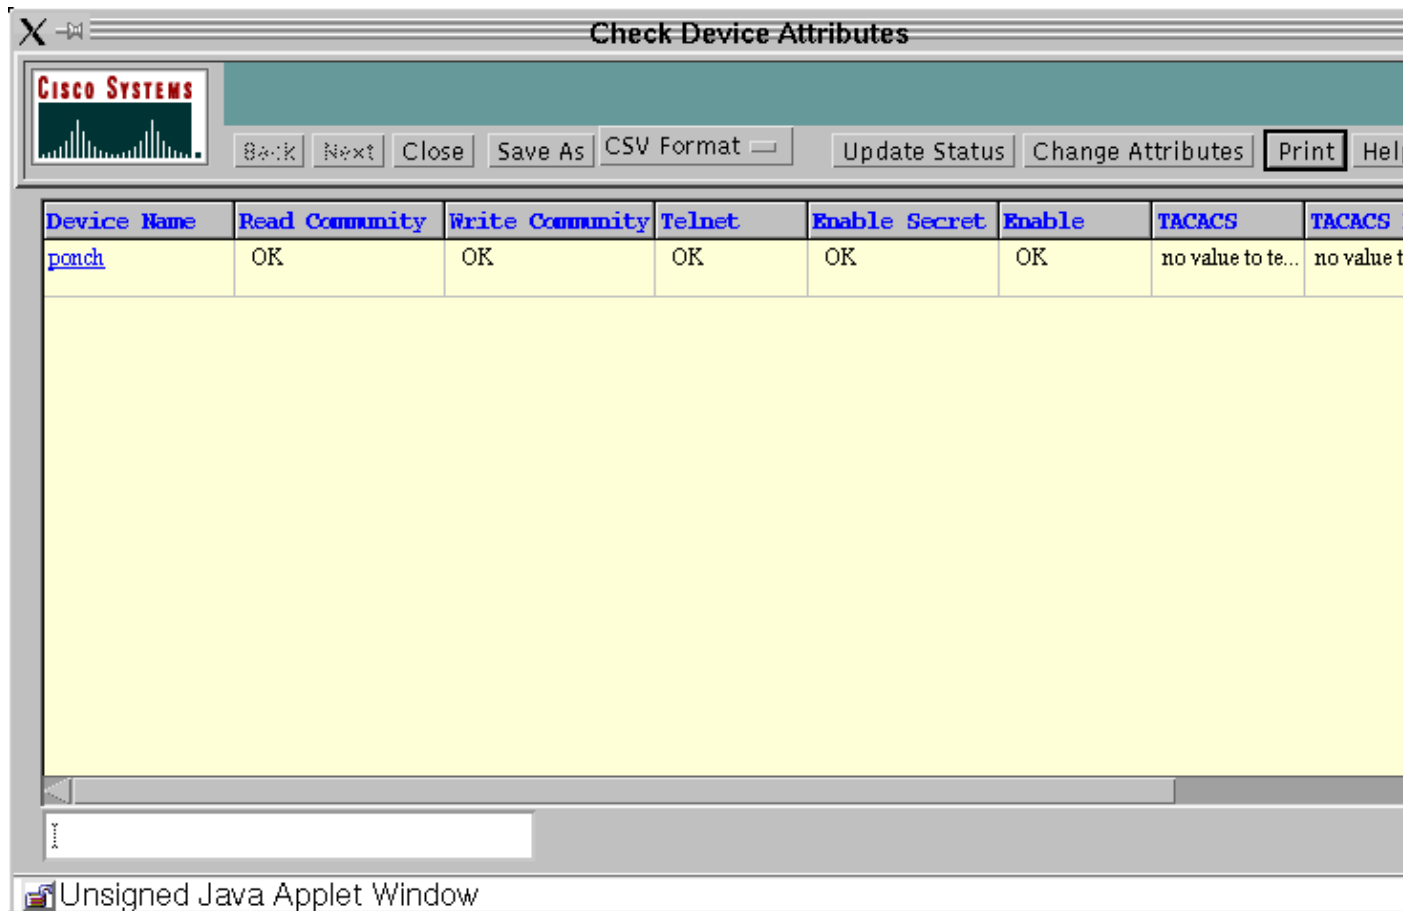 Check Device Attributes
CISCO SYSTEMS
Back Next Close Save As CSV Format Update Status Change Attributes Print Hel
Device Name Read Community Write Community Telnet Enable Secret Enable TACACS TACACS
ponch OK OK OK OK OK no value to te... no value t
Unsigned Java Applet Window